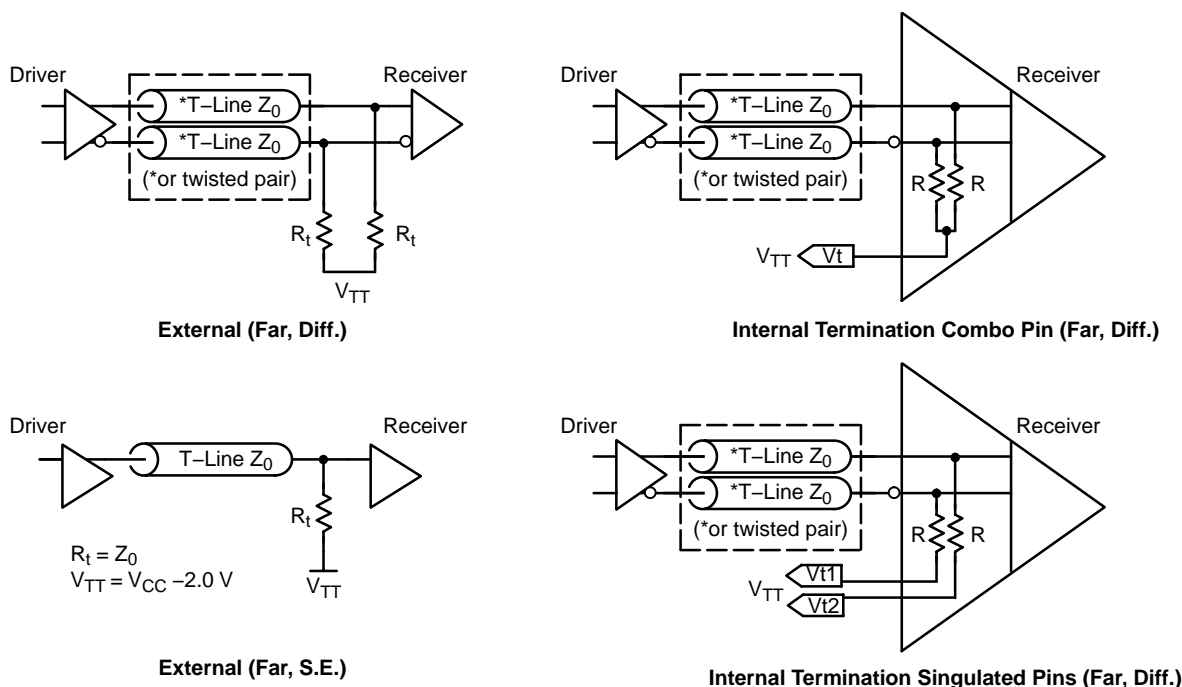 Driver
Receiver
*T–Line Z0
*T–Line Z0
(*or twisted pair)
Rt
Rt
VTT
External (Far, Diff.)
Driver
Receiver
*T–Line Z0
*T–Line Z0
(*or twisted pair)
R
R
VTT
Vt
Internal Termination Combo Pin (Far, Diff.)
Driver
Receiver
T–Line Z0
Rt
Rt = Z0
VTT = VCC –2.0 V
VTT
External (Far, S.E.)
Driver
Receiver
*T–Line Z0
*T–Line Z0
(*or twisted pair)
R
R
VTT
Vt1
Vt2
Internal Termination Singulated Pins (Far, Diff.)